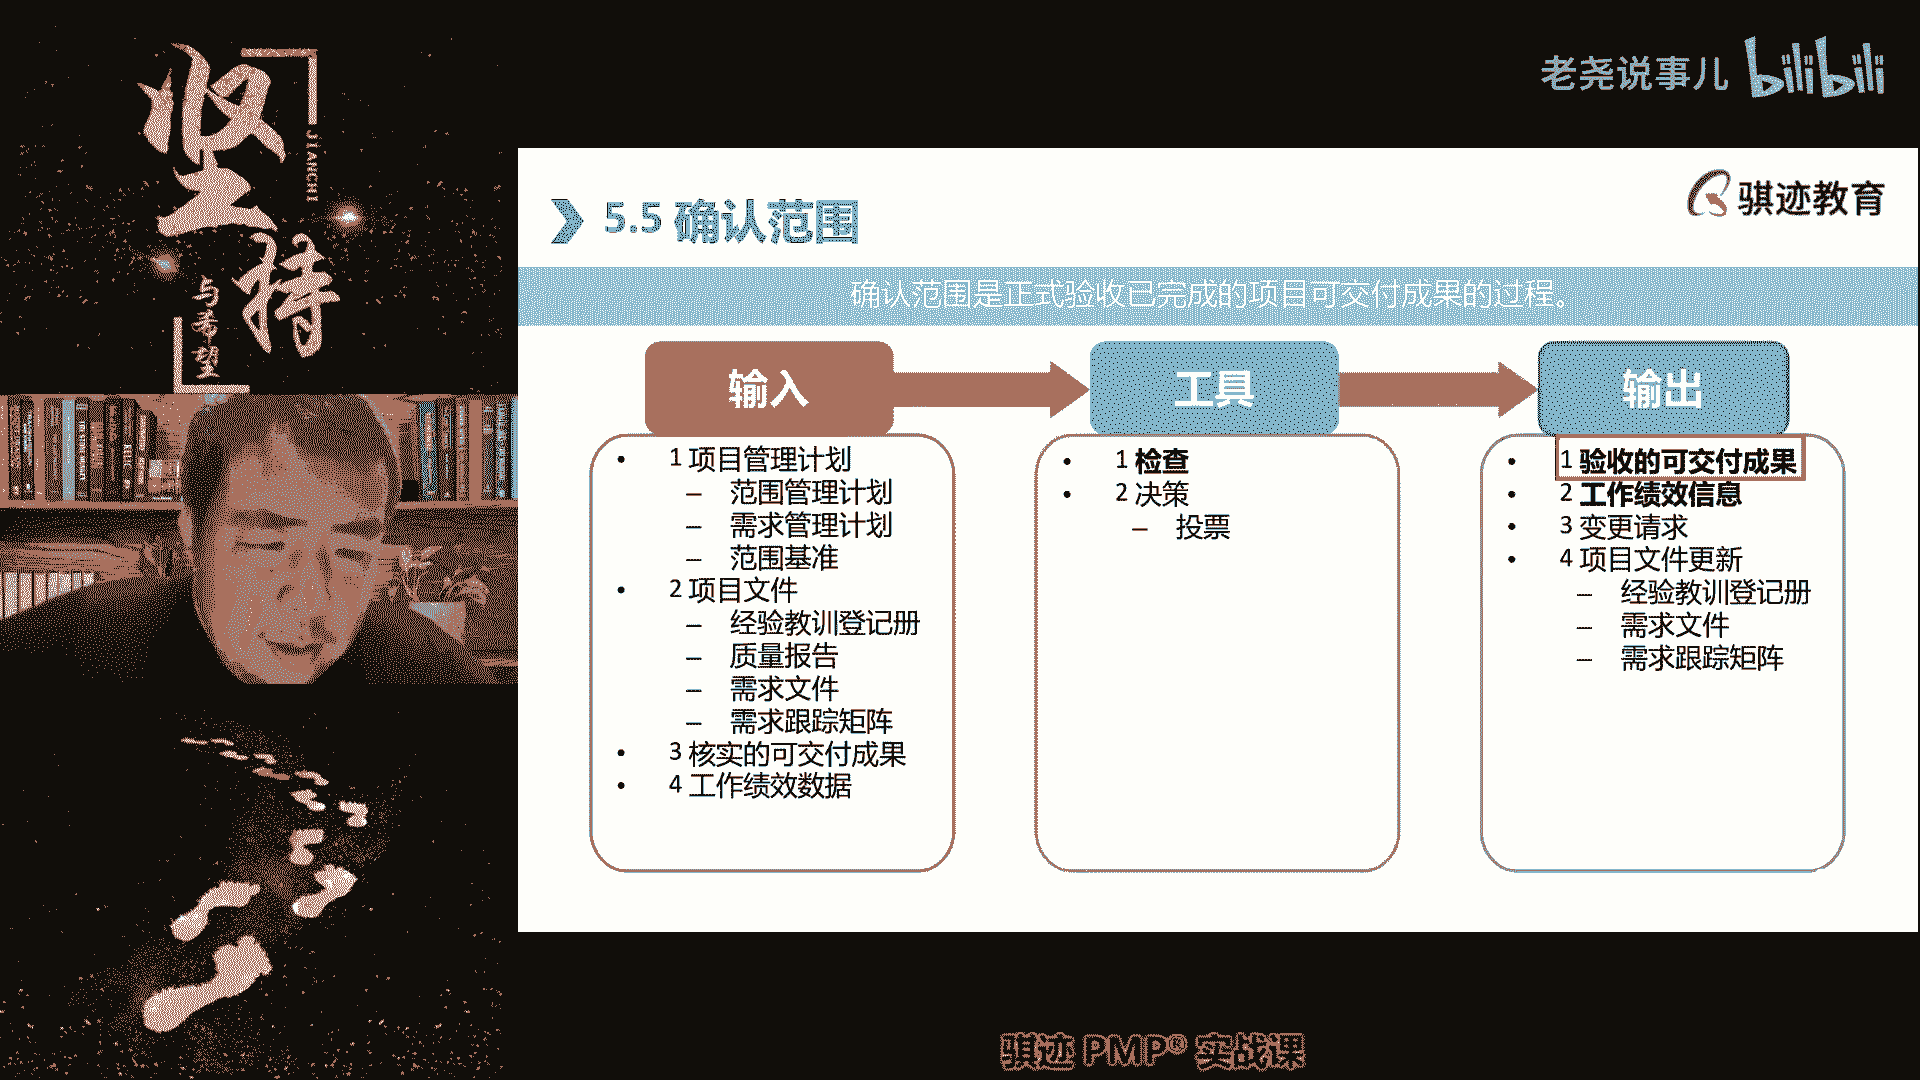 坚持
JIANCHI
与希望
老尧说事儿 bilibili
骐迹教育
5.5 确认范围
确认范围是正式验收已完成的项目可交付成果的过程。
输入
• 1 项目管理计划
– 范围管理计划
– 需求管理计划
– 范围基准
• 2 项目文件
– 经验教训登记册
– 质量报告
– 需求文件
– 需求跟踪矩阵
• 3 核实的可交付成果
• 4 工作绩效数据
工具
• 1 检查
• 2 决策
– 投票
输出
• 1 验收的可交付成果
• 2 工作绩效信息
• 3 变更请求
• 4 项目文件更新
– 经验教训登记册
– 需求文件
– 需求跟踪矩阵
骐迹 PMP® 实战课